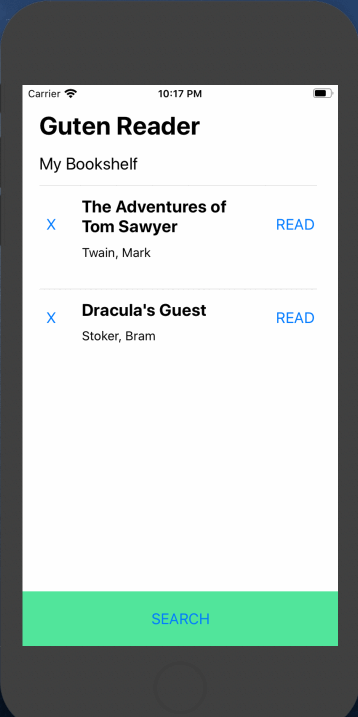 Carrier 10:17 PM
Guten Reader
My Bookshelf
The Adventures of
Tom Sawyer
X READ
Twain, Mark
Dracula's Guest
X READ
Stoker, Bram
SEARCH